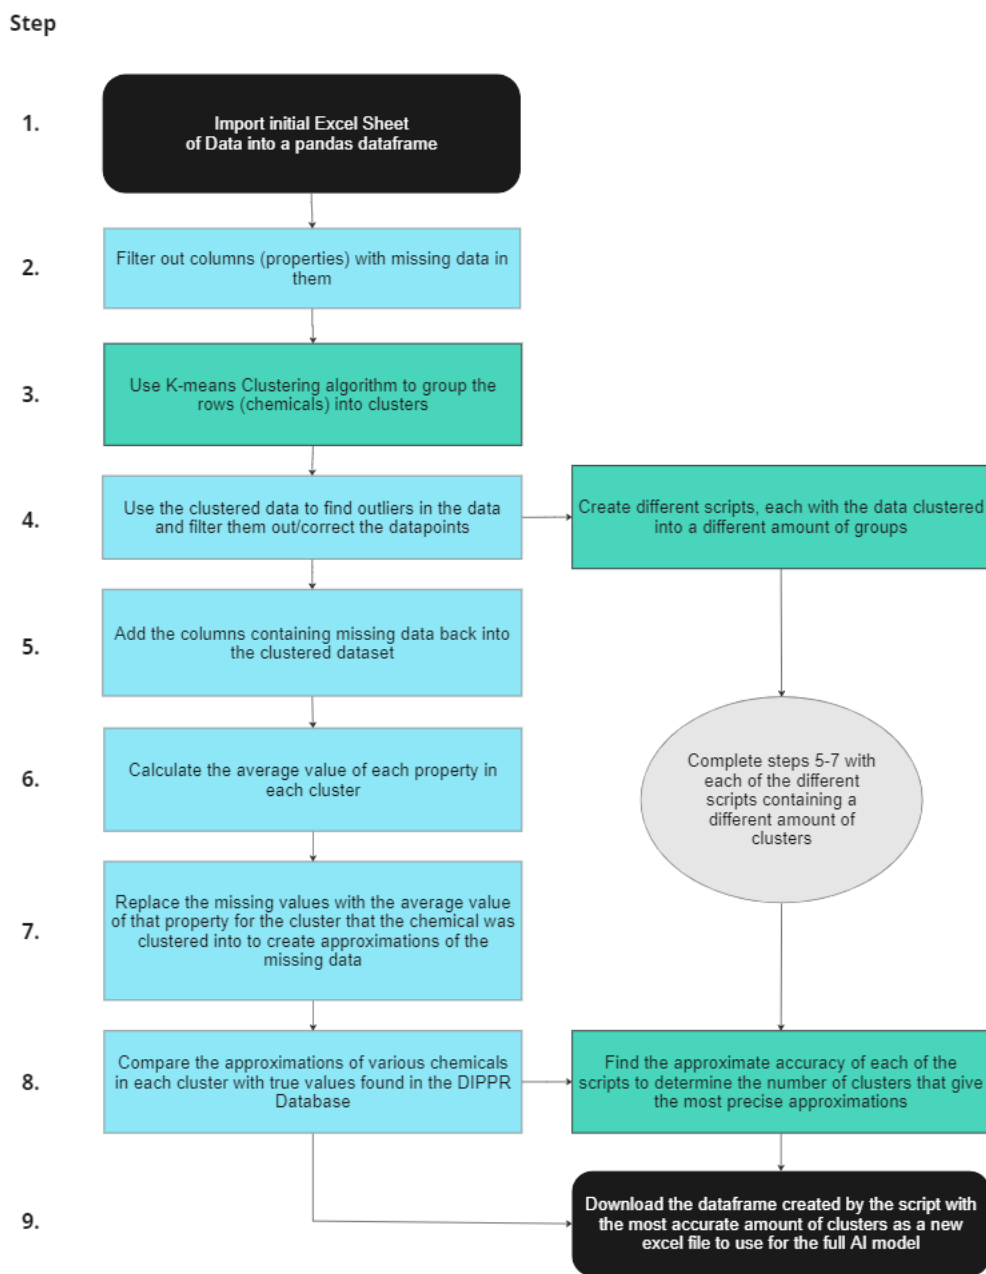 Step
1.
Import initial Excel Sheet
of Data into a pandas dataframe
2.
Filter out columns (properties) with missing data in
them
3.
Use K-means Clustering algorithm to group the
rows (chemicals) into clusters
4.
Use the clustered data to find outliers in the data
and filter them out/correct the datapoints
Create different scripts, each with the data clustered
into a different amount of groups
5.
Add the columns containing missing data back into
the clustered dataset
6.
Calculate the average value of each property in
each cluster
Complete steps 5-7 with
each of the different
scripts containing a
different amount of
clusters
7.
Replace the missing values with the average value
of that property for the cluster that the chemical was
clustered into to create approximations of the
missing data
8.
Compare the approximations of various chemicals
in each cluster with true values found in the DIPPR
Database
Find the approximate accuracy of each of the
scripts to determine the number of clusters that give
the most precise approximations
9.
Download the dataframe created by the script with
the most accurate amount of clusters as a new
excel file to use for the full AI model